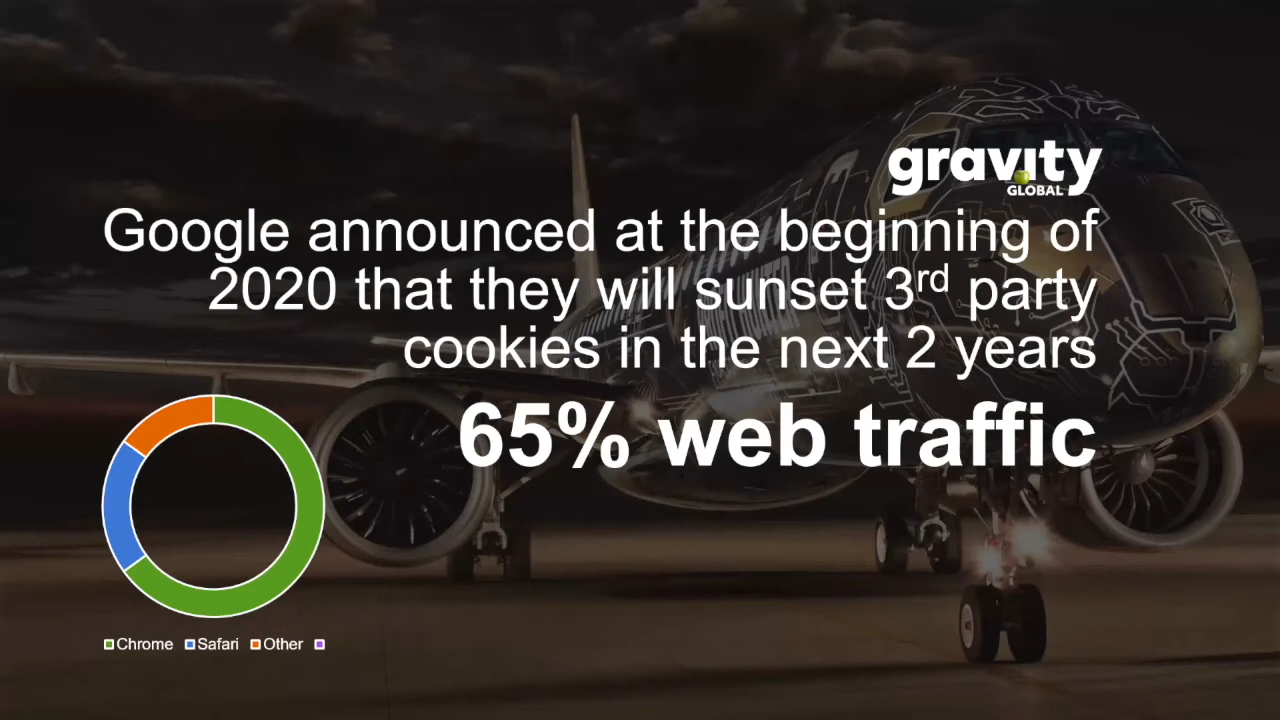 gravity
GLOBAL
Google announced at the beginning of
2020 that they will sunset 3rd party
cookies in the next 2 years
65% web traffic
Chrome Safari Other